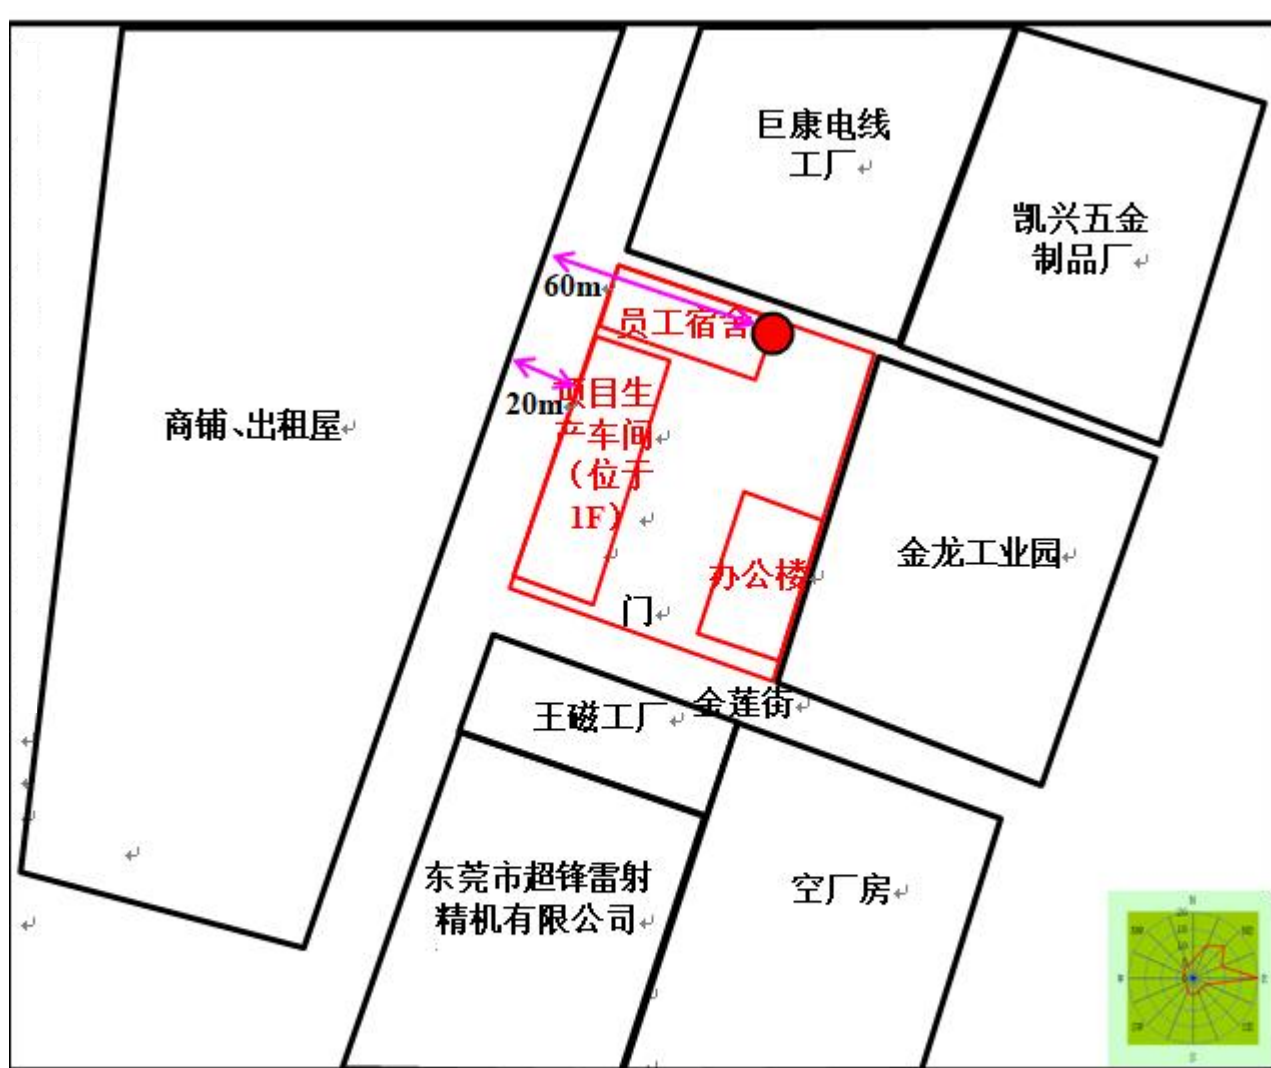 巨康电线
工厂
凯兴五金
制品厂
60m
员工宿舍
20m
项目生
产车间
（位于
1F）
商铺、出租屋
金龙工业园
办公楼
门
金莲街
王磁工厂
东莞市超锋雷射
精机有限公司
空厂房
N
20
15
10
S